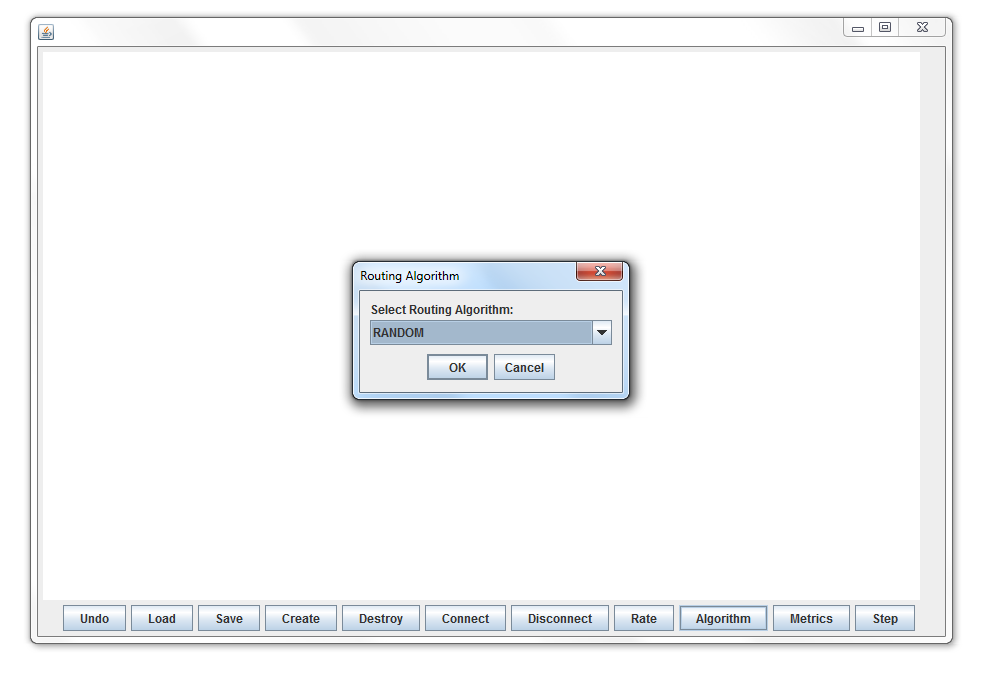 Routing Algorithm
Select Routing Algorithm:
RANDOM
OK Cancel
Undo Load Save Create Destroy Connect Disconnect Rate Algorithm Metrics Step